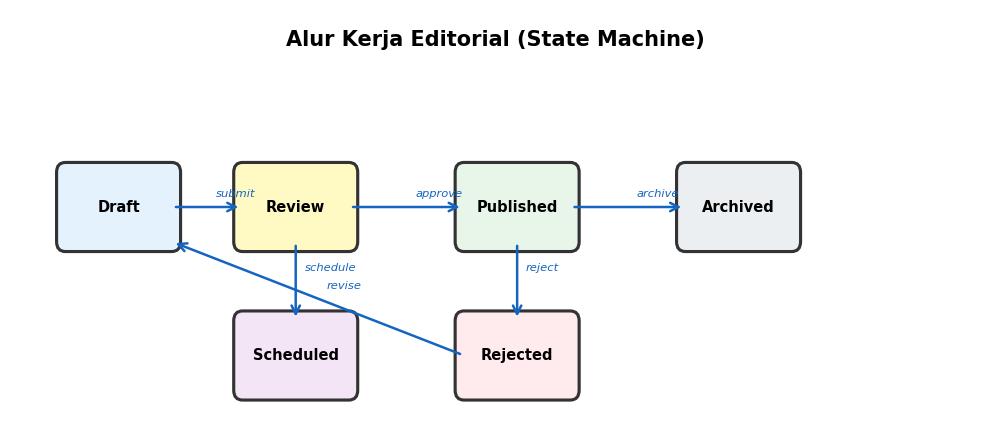 Alur Kerja Editorial (State Machine)
Draft
submit
Review
approve
Published
archive
Archived
schedule
reject
revise
Scheduled
Rejected